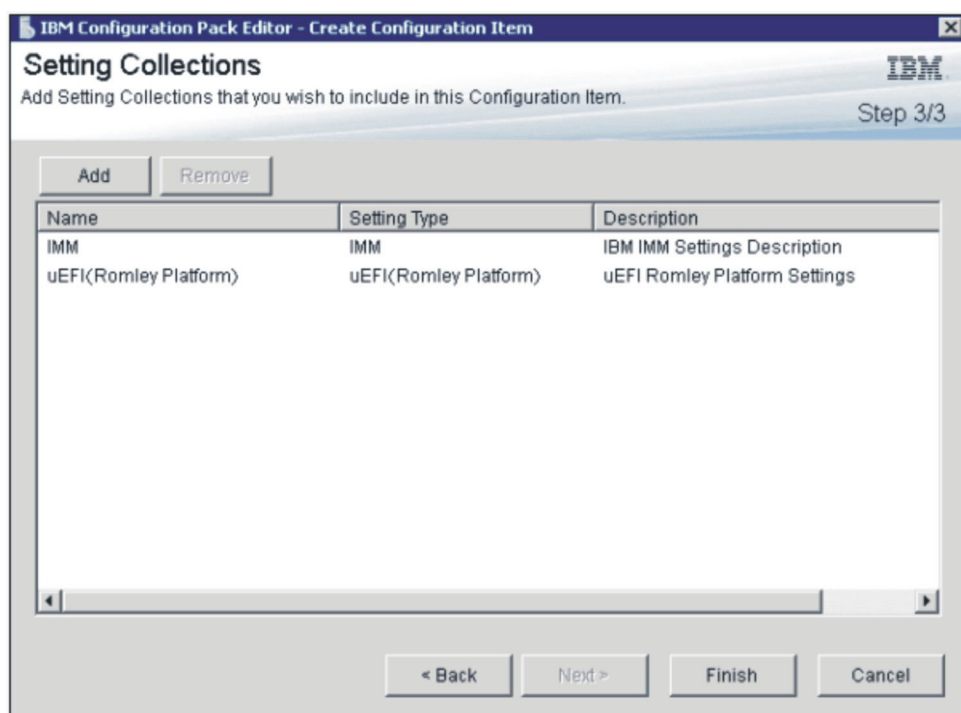 IBM Configuration Pack Editor - Create Configuration Item
Setting Collections
IBM
Add Setting Collections that you wish to include in this Configuration Item.
Step 3/3
Add Remove
Name Setting Type Description
IMM IMM IBM IMM Settings Description
uEFI(Romley Platform) uEFI(Romley Platform) uEFI Romley Platform Settings
< Back Next > Finish Cancel